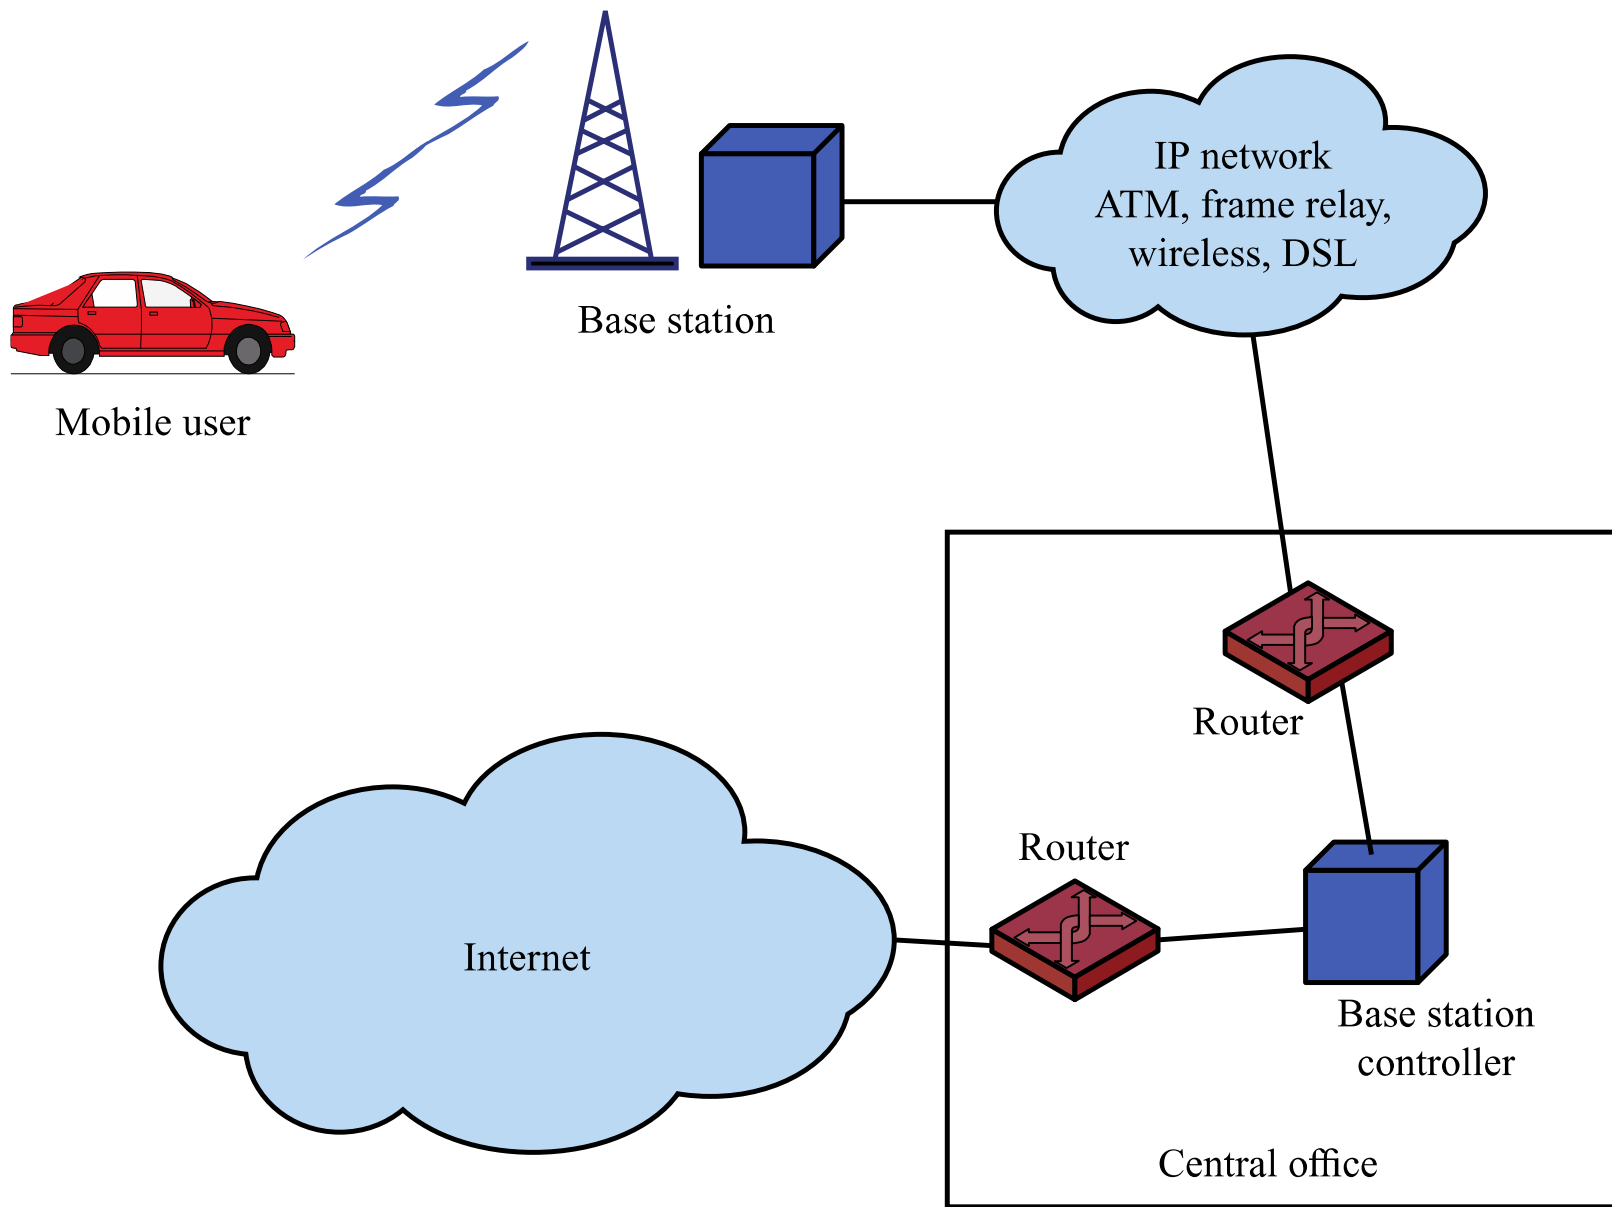 IP network
ATM, frame relay,
wireless, DSL
Base station
Mobile user
Router
Router
Internet
Base station
controller
Central office